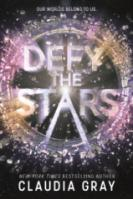 OUR WORLDS BELONG TO US.
DEFY
THE
STARS
NEW YORK TIMES BESTSELLING AUTHOR
CLAUDIA GRAY